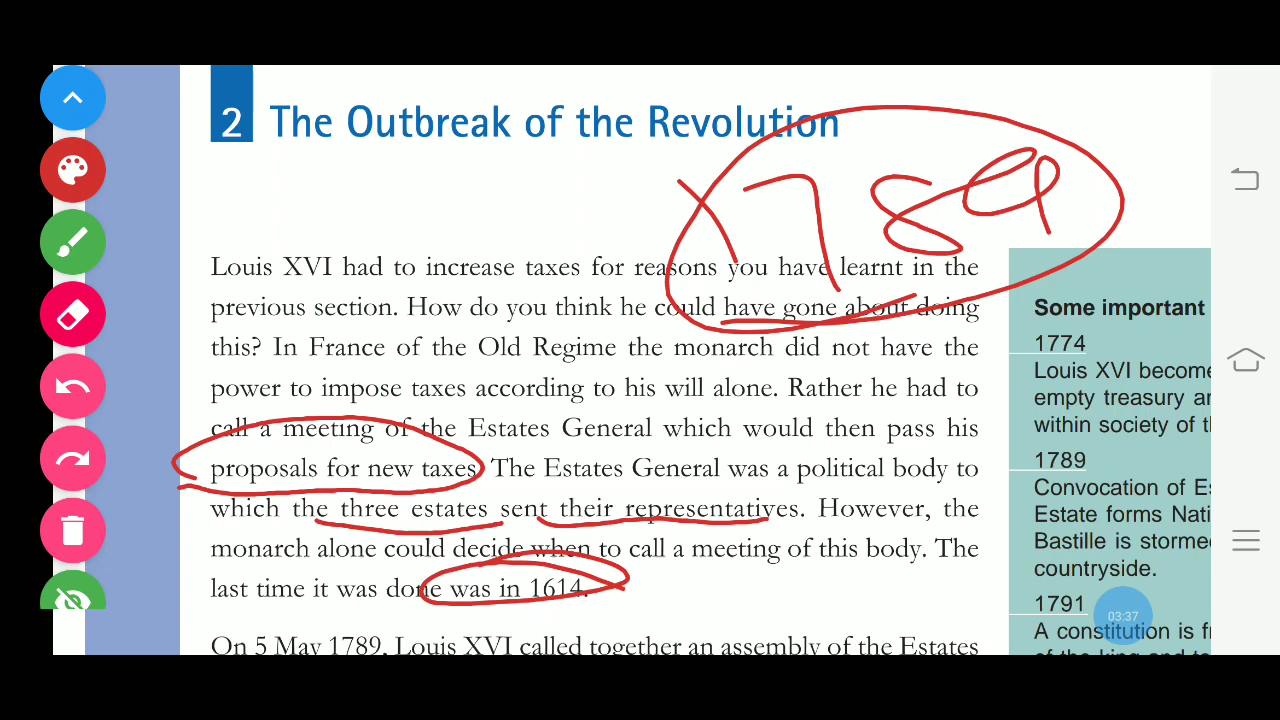 2 The Outbreak of the Revolution
1789
Louis XVI had to increase taxes for reasons you have learnt in the
previous section. How do you think he could have gone about doing
this? In France of the Old Regime the monarch did not have the
power to impose taxes according to his will alone. Rather he had to
call a meeting of the Estates General which would then pass his
proposals for new taxes. The Estates General was a political body to
which the three estates sent their representatives. However, the
monarch alone could decide when to call a meeting of this body. The
last time it was done was in 1614.
On 5 May 1789, Louis XVI called together an assembly of the Estates
Some important
1774
Louis XVI become
empty treasury
within society of
1789
Convocation of
Estate forms
Bastille is
countryside.
1791
A constitution is
of the king and
03:37